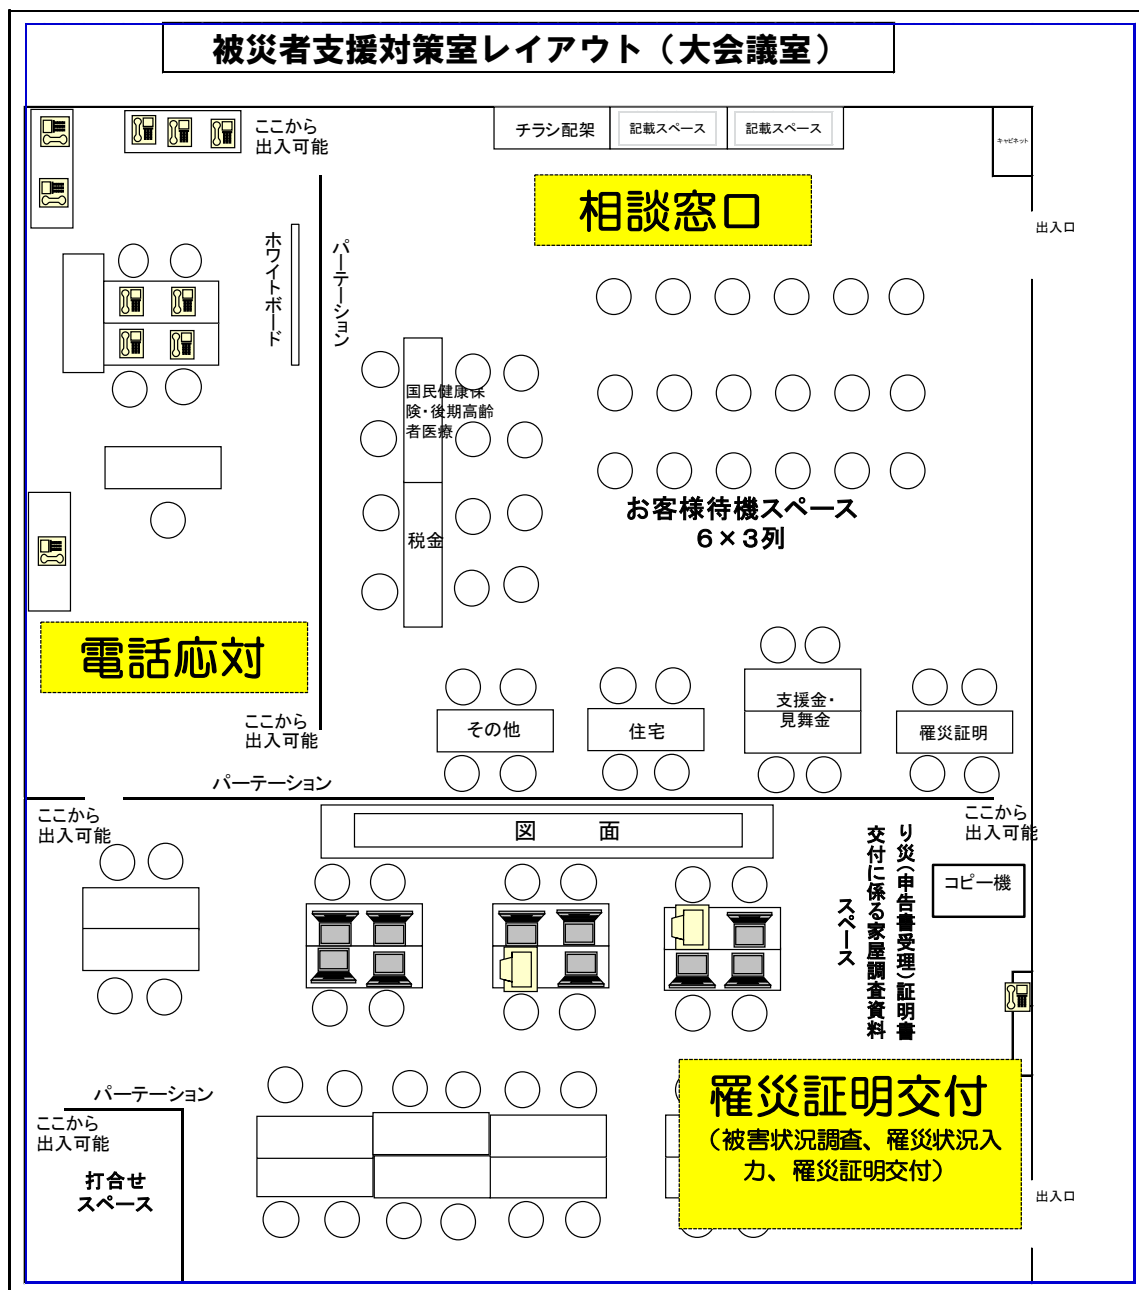 被災者支援対策室レイアウト（大会議室）
ここから
出入可能
チラシ配架
記載スペース
記載スペース
キャビネット
相談窓口
出入口
ホワイトボード
パーテーション
国民健康保
険・後期高齢
者医療
税金
お客様待機スペース
６×３列
電話応対
ここから
出入可能
その他
住宅
支援金・
見舞金
罹災証明
パーテーション
ここから
出入可能
図　面
ここから
出入可能
り災（申告書受理）証明書
交付に係る家屋調査資料
スペース
コピー機
パーテーション
ここから
出入可能
打合せ
スペース
罹災証明交付
（被害状況調査、罹災状況入
力、罹災証明交付）
出入口